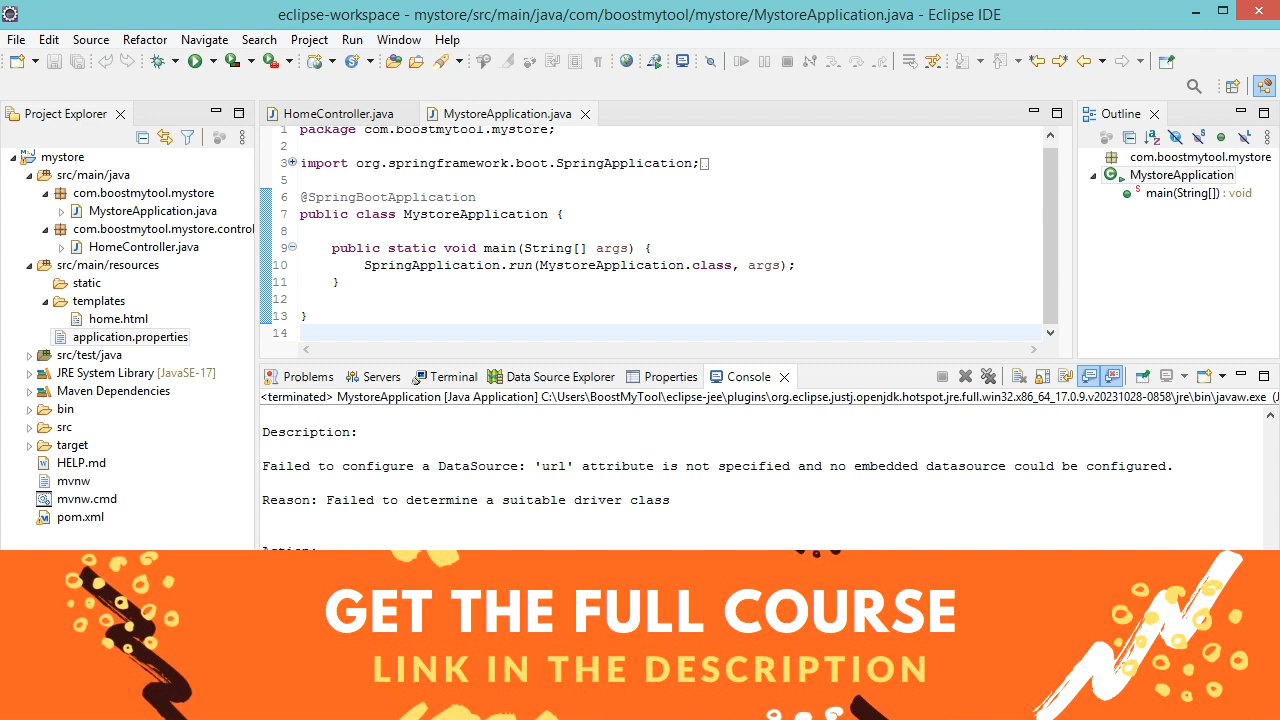 eclipse-workspace - mystore/src/main/java/com/boostmytool/mystore/MystoreApplication.java - Eclipse IDE
File Edit Source Refactor Navigate Search Project Run Window Help
Project Explorer
mystore
src/main/java
com.boostmytool.mystore
MystoreApplication.java
com.boostmytool.mystore.control
HomeController.java
src/main/resources
static
templates
home.html
application.properties
src/test/java
JRE System Library [JavaSE-17]
Maven Dependencies
bin
src
target
HELP.md
mvnw
mvnw.cmd
pom.xml
HomeController.java MystoreApplication.java
1 package com.boostmytool.mystore;
2
3 import org.springframework.boot.SpringApplication;
5
6 @SpringBootApplication
7 public class MystoreApplication {
8
9 public static void main(String[] args) {
10 SpringApplication.run(MystoreApplication.class, args);
11 }
12
13 }
14
Outline
com.boostmytool.mystore
MystoreApplication
main(String[]) : void
Problems Servers Terminal Data Source Explorer Properties Console
<terminated> MystoreApplication [Java Application] C:\Users\BoostMyTool\eclipse-jee\plugins\org.eclipse.justj.openjdk.hotspot.jre.full.win32.x86_64_17.0.9.v20231028-0858\jre\bin\javaw.exe (J
Description:
Failed to configure a DataSource: 'url' attribute is not specified and no embedded datasource could be configured.
Reason: Failed to determine a suitable driver class
GET THE FULL COURSE
LINK IN THE DESCRIPTION